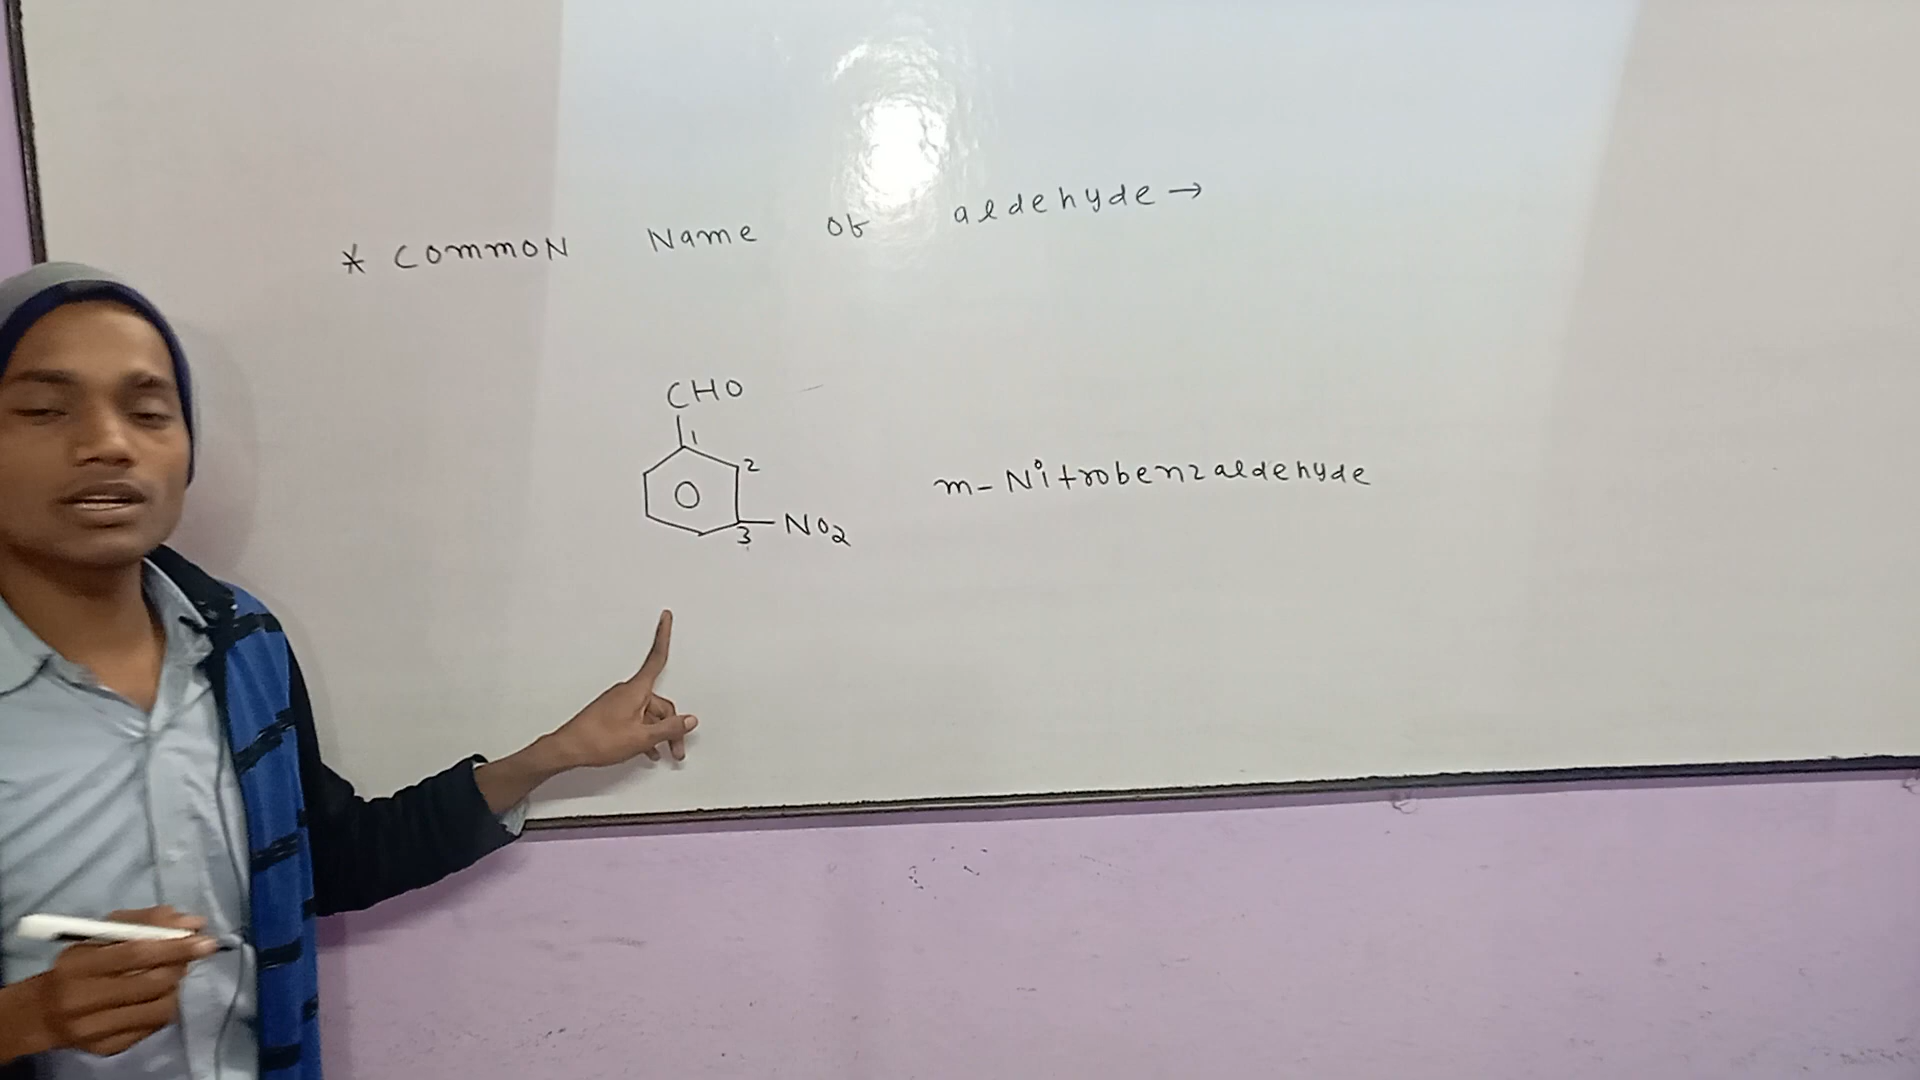 * Common Name of aldehyde →
CHO
1
2
m-Nitrobenzaldehyde
3 NO2